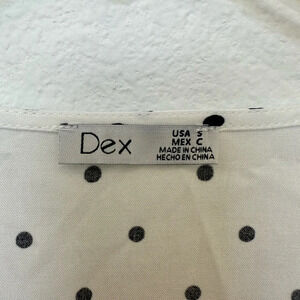 Dex
USA S
MEX C
MADE IN CHINA
HECHO EN CHINA